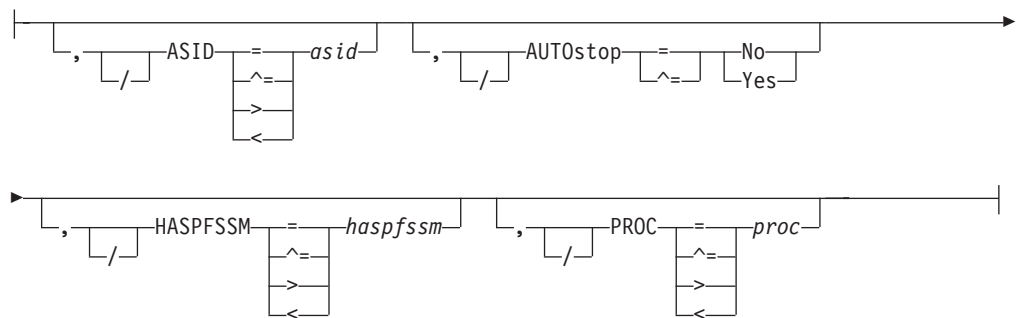 , / ASID = asid , / AUTOstop = No
^= ^= Yes
>
<
, / HASPFSSM = haspfssm , / PROC = proc
^= ^=
> >
< <